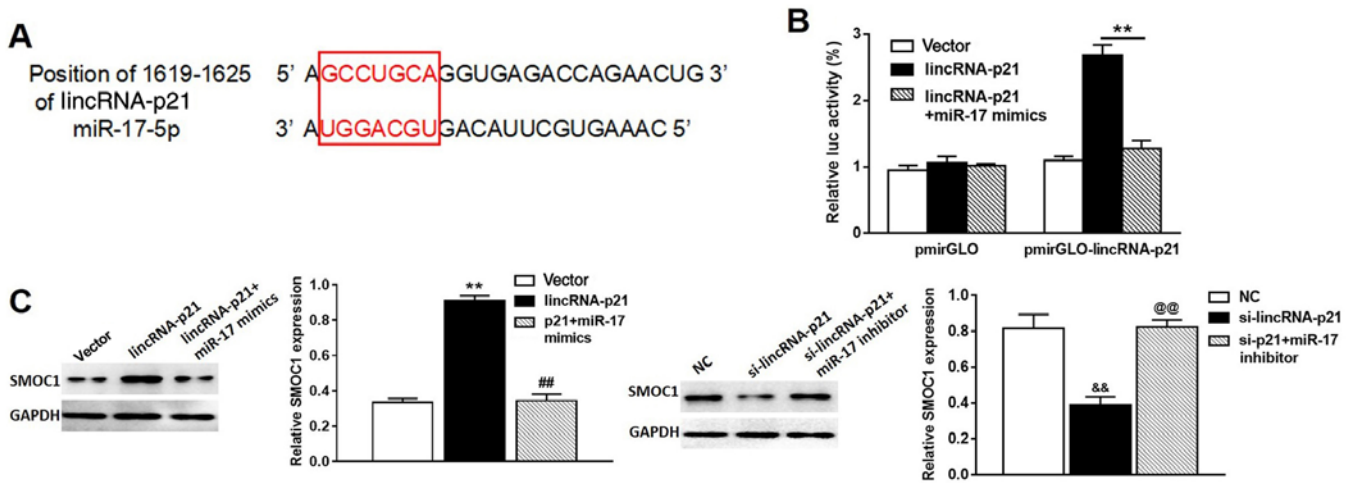 A
Position of 1619-1625
of lincRNA-p21
miR-17-5p
5’ AGCCUGCAGGUGAGACCAGAACUG 3’
3’ AUGGACGUGACAUUCGUGAAAC 5’
B
Relative luc activity (%)
3
2
1
0
Vector
lincRNA-p21
lincRNA-p21
+miR-17 mimics
**
pmirGLO
pmirGLO-lincRNA-p21
C
Vector
lincRNA-p21
lincRNA-p21+
miR-17 mimics
SMOC1
GAPDH
Relative SMOC1 expression
1.0
0.8
0.6
0.4
0.2
0.0
**
##
Vector
lincRNA-p21
p21+miR-17
mimics
NC
si-lincRNA-p21
si-lincRNA-p21+
miR-17 inhibitor
SMOC1
GAPDH
Relative SMOC1 expression
1.0
0.8
0.6
0.4
0.2
0.0
&&
@@
NC
si-lincRNA-p21
si-p21+miR-17
inhibitor